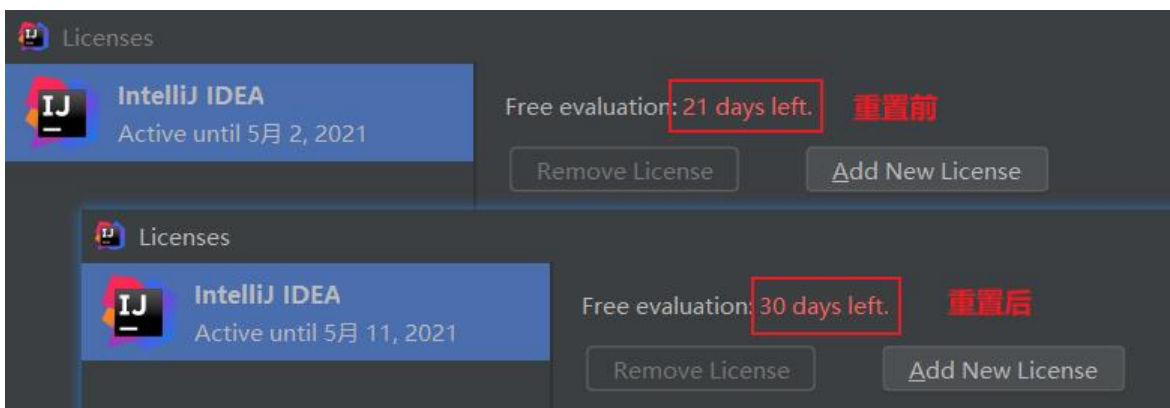 Licenses
IJ
IntelliJ IDEA
Active until 5月 2, 2021
Free evaluation: 21 days left.
重置前
Remove License
Add New License
Licenses
IJ
IntelliJ IDEA
Active until 5月 11, 2021
Free evaluation: 30 days left.
重置后
Remove License
Add New License